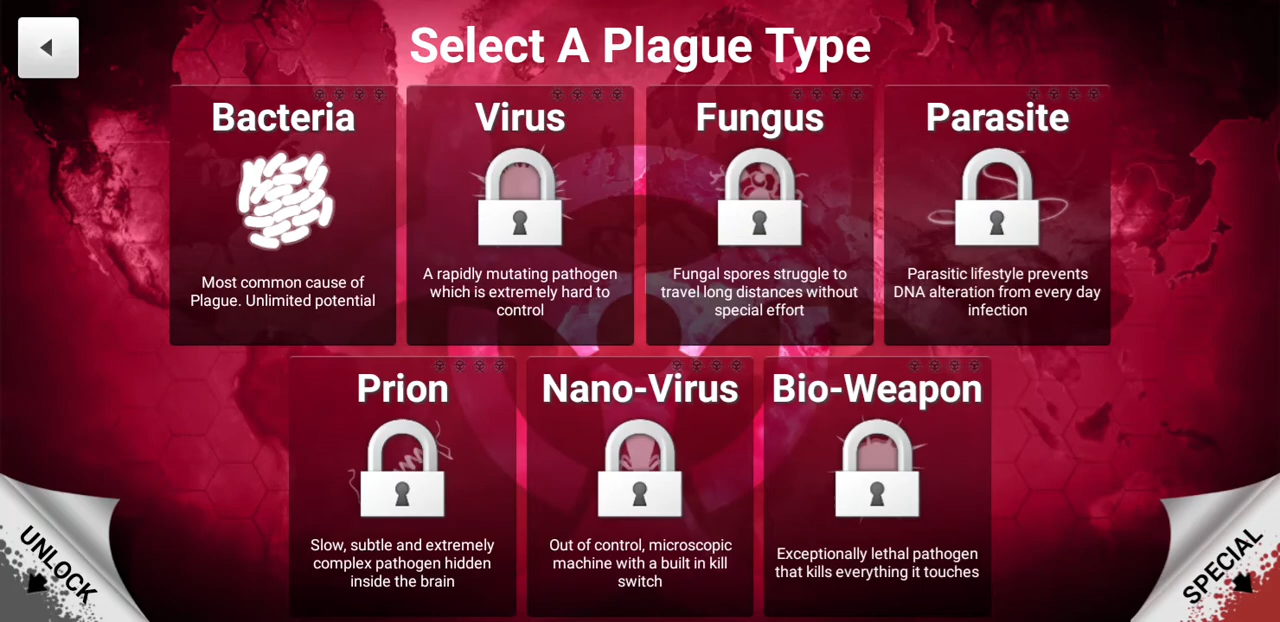 Select A Plague Type
Bacteria
Most common cause of
Plague. Unlimited potential
Virus
A rapidly mutating pathogen
which is extremely hard to
control
Fungus
Fungal spores struggle to
travel long distances without
special effort
Parasite
Parasitic lifestyle prevents
DNA alteration from every day
infection
Prion
Slow, subtle and extremely
complex pathogen hidden
inside the brain
Nano-Virus
Out of control, microscopic
machine with a built in kill
switch
Bio-Weapon
Exceptionally lethal pathogen
that kills everything it touches
UNLOCK
SPECIAL